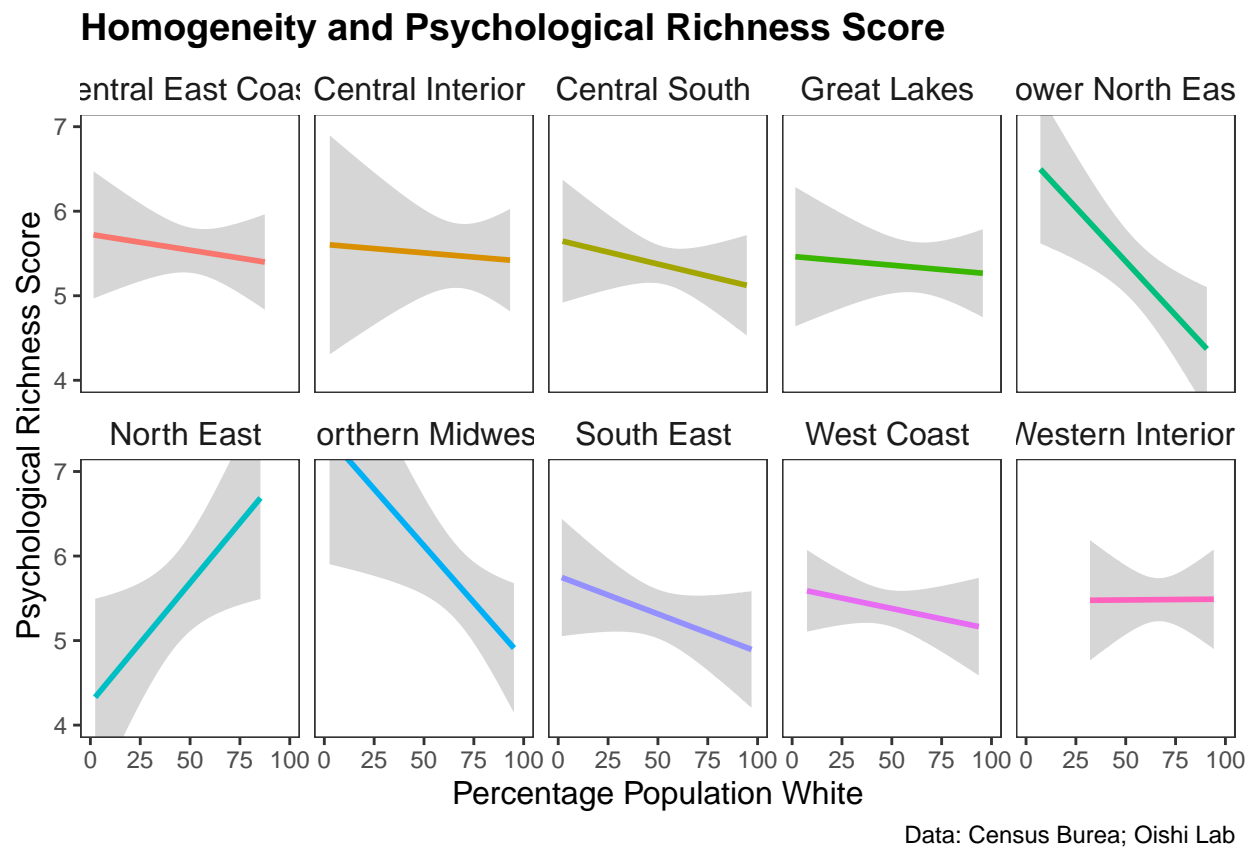 Homogeneity and Psychological Richness Score
entral East Coas Central Interior Central South Great Lakes ower North Eas
7
6
5
4
Psychological Richness Score
North East orthern Midwes South East West Coast Western Interior
7
6
5
4
0 25 50 75 100 0 25 50 75 100 0 25 50 75 100 0 25 50 75 100 0 25 50 75 100
Percentage Population White
Data: Census Burea; Oishi Lab